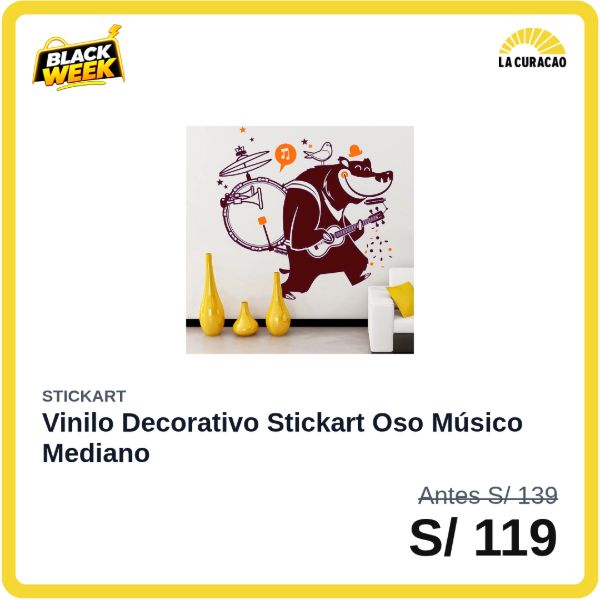 BLACK
WEEK
LA CURACAO
STICKART
Vinilo Decorativo Stickart Oso Músico
Mediano
Antes S/ 139
S/ 119